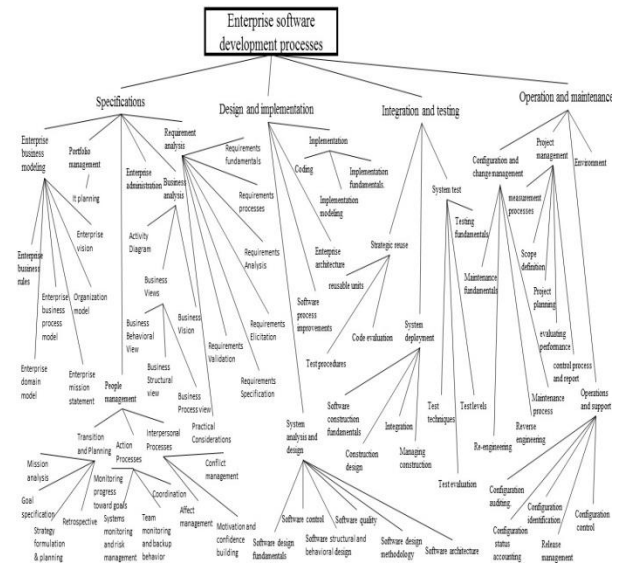 Enterprise software
development processes
Specifications
Design and implementation
Integration and testing
Operation and maintenance
Enterprise
business
modeling
Portfolio
management
It planning
Enterprise
administration
Requirement
analysis
Business
analysis
Enterprise
vision
Enterprise
business
rules
Enterprise
business
process
model
Organization
model
Enterprise
domain
model
Enterprise
mission
statement
Activity
Diagram
Business
Views
Business
Behavioral
View
Business
Structural
view
Business
Vision
Business
Process view
Requirements
fundamentals
Requirements
processes
Requirements
Analysis
Requirements
Elicitation
Requirements
Validation
Requirements
Specification
Practical
Considerations
People
management
Transition
and Planning
Action
Processes
Interpersonal
Processes
Mission
analysis
Goal
specification
Strategy
formulation
& planning
Retrospective
Monitoring
progress
toward goals
Systems
monitoring
and risk
management
Team
monitoring
and backup
behavior
Coordination
Conflict
management
Affect
management
Motivation and
confidence
building
Implementation
Coding
Implementation
fundamentals
Implementation
modeling
Enterprise
architecture
Software
process
improvements
System
analysis and
design
Software control
Software quality
Software design
fundamentals
Software structural and
behavioral design
Software design
methodology
Software architecture
Strategic reuse
reusable units
Code evaluation
Test procedures
System
deployment
Software
construction
fundamentals
Construction
design
Integration
Managing
construction
System test
Testing
fundamentals
Test
techniques
Test levels
Test evaluation
Configuration and
change management
Maintenance
fundamentals
Maintenance
process
Reverse
engineering
Re-engineering
Project
management
measurement
processes
Scope
definition
Project
planning
evaluating
performance
control process
and report
Environment
Operations
and support
Configuration
auditing
Configuration
status
accounting
Configuration
identification
Release
management
Configuration
control